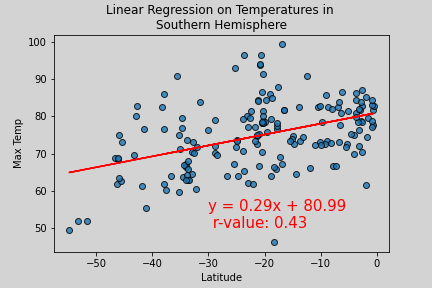 Linear Regression on Temperatures in
Southern Hemisphere
100
90
80
70
60
50
Max Temp
y = 0.29x + 80.99
r-value: 0.43
−50 −40 −30 −20 −10 0
Latitude